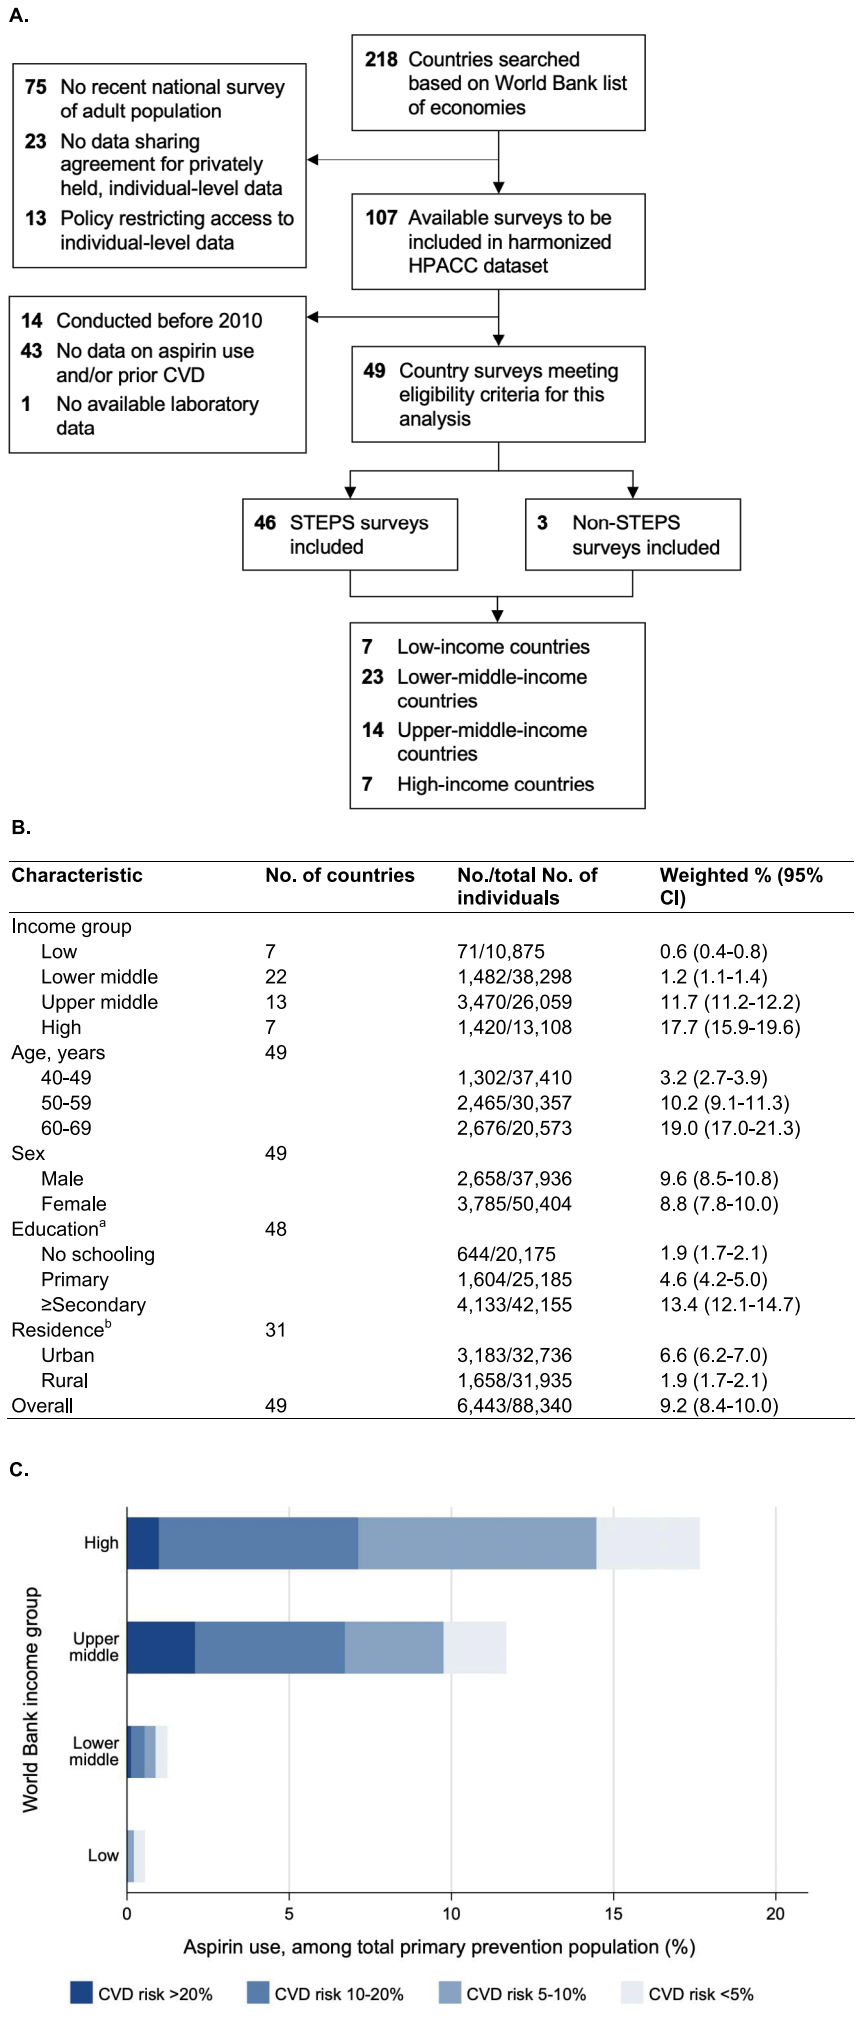 A.
218 Countries searched
based on World Bank list
of economies
75 No recent national survey
of adult population
23 No data sharing
agreement for privately
held, individual-level data
13 Policy restricting access to
individual-level data
107 Available surveys to be
included in harmonized
HPACC dataset
14 Conducted before 2010
43 No data on aspirin use
and/or prior CVD
1 No available laboratory
data
49 Country surveys meeting
eligibility criteria for this
analysis
46 STEPS surveys
included
3 Non-STEPS
surveys included
7 Low-income countries
23 Lower-middle-income
countries
14 Upper-middle-income
countries
7 High-income countries
B.
Characteristic No. of countries No./total No. of individuals Weighted % (95% CI)
Income group
Low 7 71/10,875 0.6 (0.4-0.8)
Lower middle 22 1,482/38,298 1.2 (1.1-1.4)
Upper middle 13 3,470/26,059 11.7 (11.2-12.2)
High 7 1,420/13,108 17.7 (15.9-19.6)
Age, years 49
40-49 1,302/37,410 3.2 (2.7-3.9)
50-59 2,465/30,357 10.2 (9.1-11.3)
60-69 2,676/20,573 19.0 (17.0-21.3)
Sex 49
Male 2,658/37,936 9.6 (8.5-10.8)
Female 3,785/50,404 8.8 (7.8-10.0)
Educationᵃ 48
No schooling 644/20,175 1.9 (1.7-2.1)
Primary 1,604/25,185 4.6 (4.2-5.0)
≥Secondary 4,133/42,155 13.4 (12.1-14.7)
Residenceᵇ 31
Urban 3,183/32,736 6.6 (6.2-7.0)
Rural 1,658/31,935 1.9 (1.7-2.1)
Overall 49 6,443/88,340 9.2 (8.4-10.0)
C.
World Bank income group
High
Upper
middle
Lower
middle
Low
0 5 10 15 20
Aspirin use, among total primary prevention population (%)
CVD risk >20% CVD risk 10-20% CVD risk 5-10% CVD risk <5%